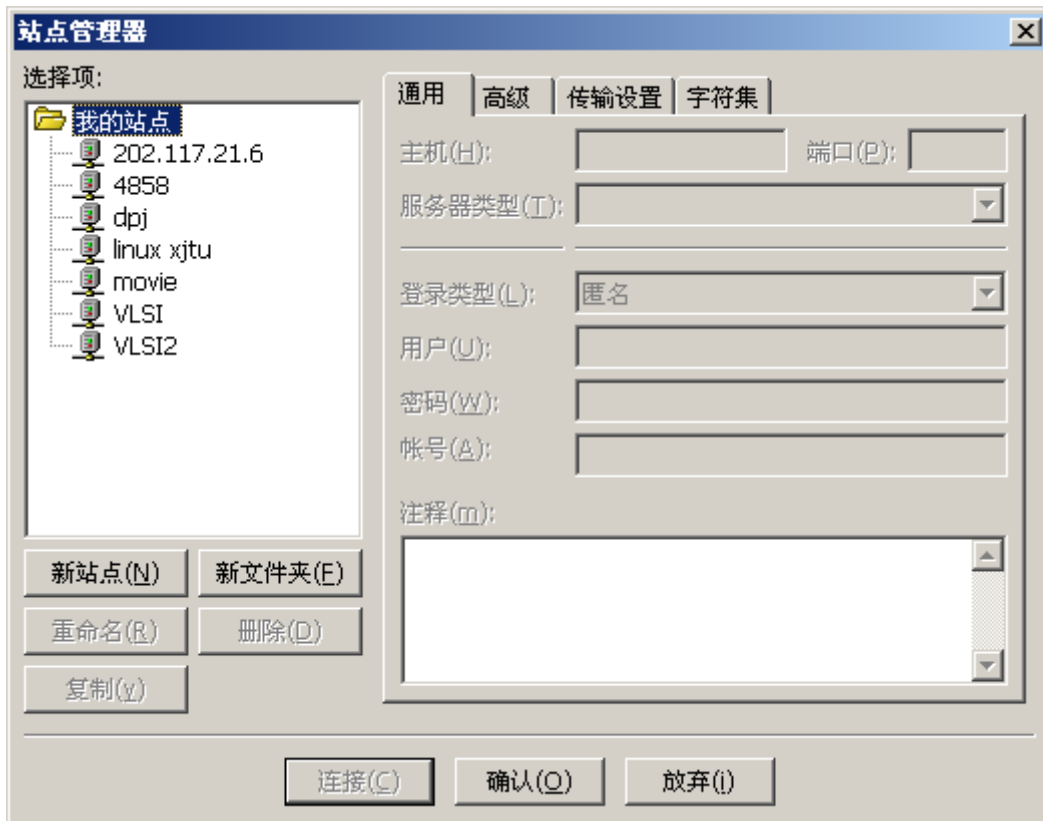 站点管理器
选择项:
我的站点
202.117.21.6
4858
dpj
linux xjtu
movie
VLSI
VLSI2
新站点(N) 新文件夹(F)
重命名(R) 删除(D)
复制(y)
通用 高级 传输设置 字符集
主机(H): 端口(P):
服务器类型(T):
登录类型(L): 匿名
用户(U):
密码(W):
帐号(A):
注释(m):
连接(C) 确认(O) 放弃(i)